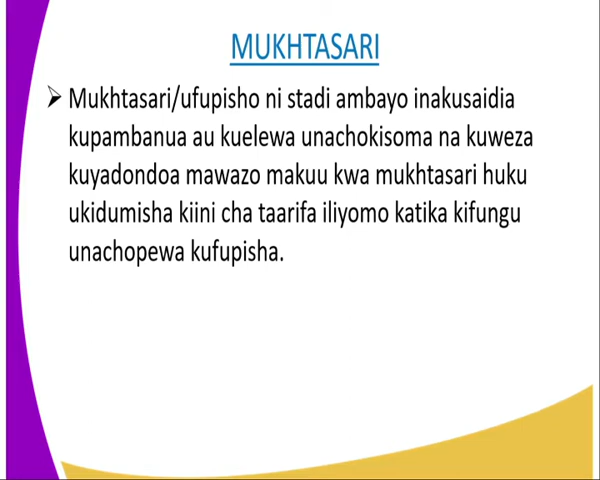 MUKHTASARI
Mukhtasari/ufupisho ni stadi ambayo inakusaidia
kupambanua au kuelewa unachokisoma na kuweza
kuyadondoa mawazo makuu kwa mukhtasari huku
ukidumisha kiini cha taarifa iliyomo katika kifungu
unachopewa kufupisha.